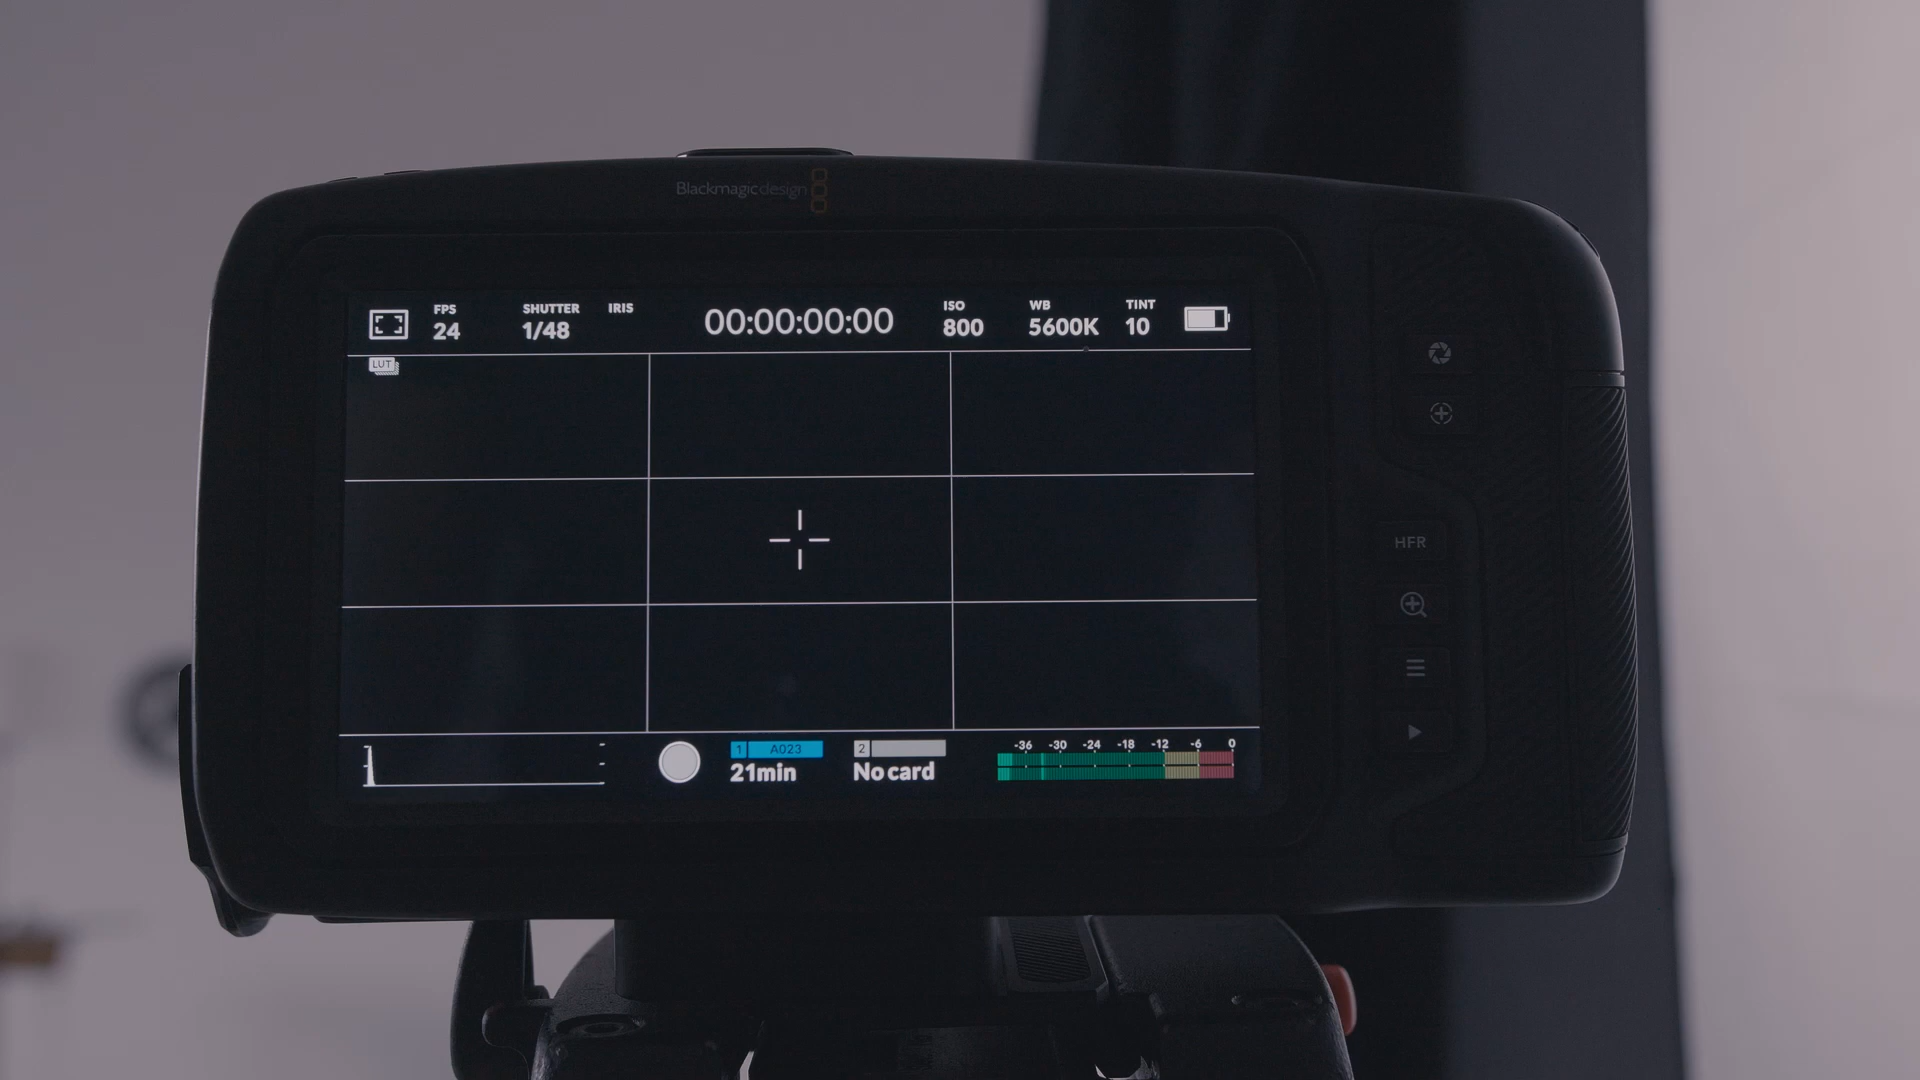 Blackmagicdesign
FPS SHUTTER IRIS 00:00:00:00 ISO WB TINT
24 1/48 800 5600K 10
LUT
HFR
1 A023 2 -36 -30 -24 -18 -12 -6 0
21min No card